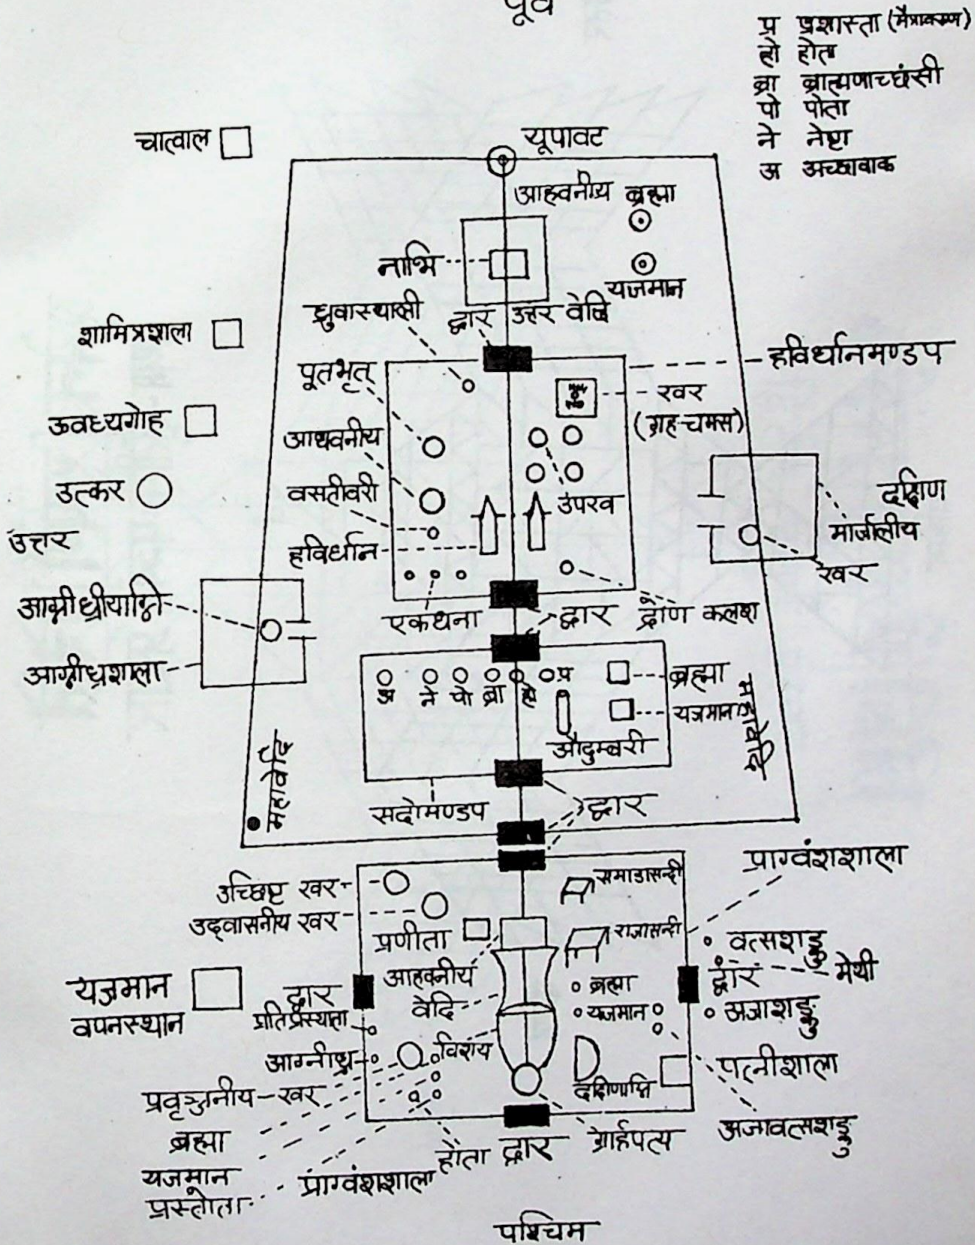 पूर्व
प्र प्रशास्ता (मैत्रावरुण)
हो होता
ब्रा ब्राह्मणाच्छंसी
पो पोता
ने नेष्टा
अ अच्छावाक
चात्वाल
यूपावट
आहवनीय ब्रह्मा
नाभि
यजमान
ध्रुवास्थाली
द्वार उत्तर वेदि
शामित्रशाला
हविर्धानमण्डप
पूतभृत्
खर
(ग्रह-चमस)
ऊवध्यगोह
आधवनीय
उत्कर
वसतीवरी
उपरव
दक्षिण
मार्जालीय
उत्तर
हविर्धान
खर
आग्नीध्रीयाग्नि
एकधना
द्वार
द्रोण कलश
आग्नीध्रशाला
अ ने पो ब्रा हो प्र
ब्रह्मा
यजमान
औदुम्बरी
महावेदि
महावेदि
सदोमण्डप
द्वार
प्राग्वंशशाला
उच्छिष्ट खर
सम्राडासन्दी
उद्वासनीय खर
प्रणीता
राजासन्दी
वत्सशङ्कु
आहवनीय
द्वार
मेथी
यजमान
वपनस्थान
द्वार
वेदि
ब्रह्मा
यजमान
अजाशङ्कु
प्रतिप्रस्थाता
आग्नीध्र
पत्नीशाला
दक्षिणाग्नि
खर
ब्रह्मा
अजावत्सशङ्कु
यजमान
होता द्वार
गार्हपत्य
प्राग्वंशशाला
प्रस्तोता
पश्चिम